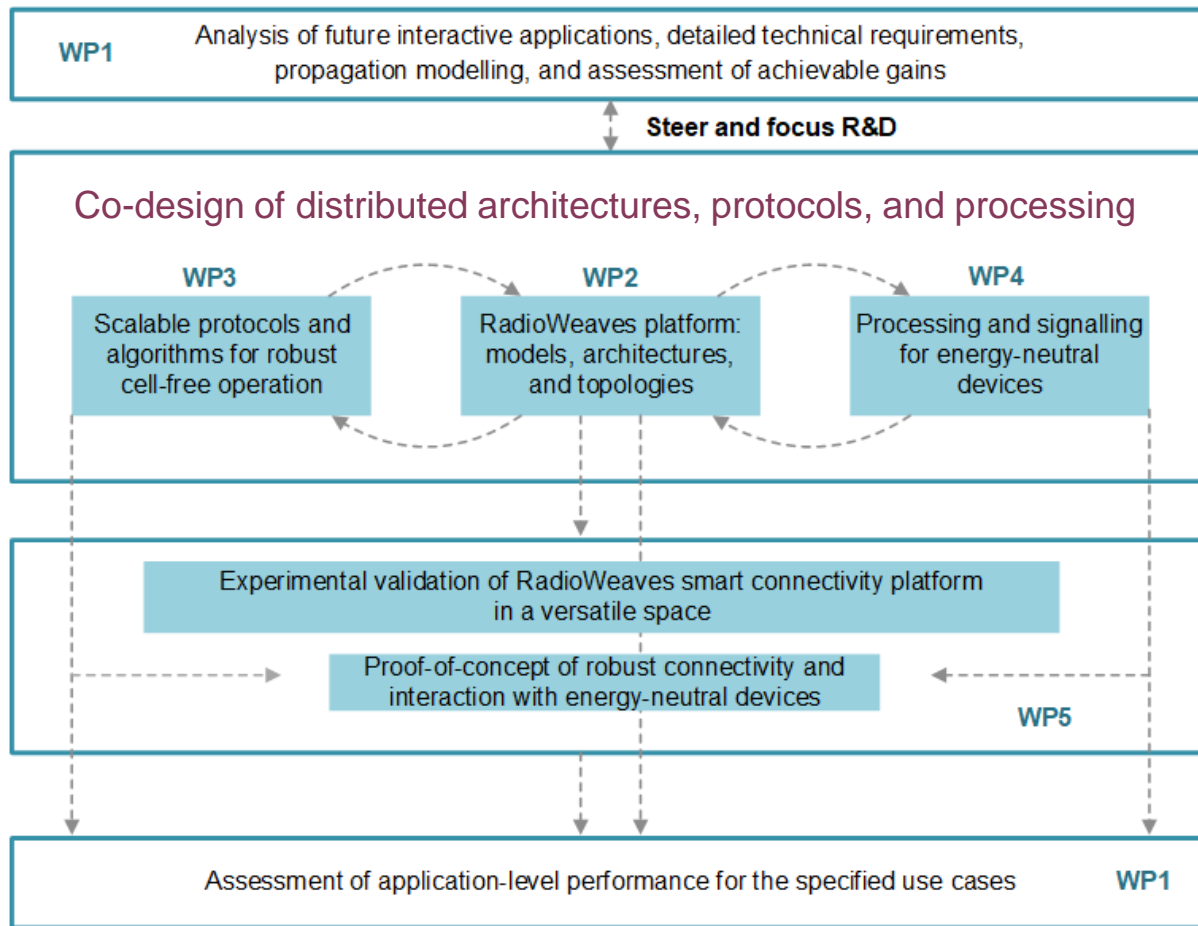 WP1
Analysis of future interactive applications, detailed technical requirements,
propagation modelling, and assessment of achievable gains
Steer and focus R&D
Co-design of distributed architectures, protocols, and processing
WP3
Scalable protocols and
algorithms for robust
cell-free operation
WP2
RadioWeaves platform:
models, architectures,
and topologies
WP4
Processing and signalling
for energy-neutral
devices
Experimental validation of RadioWeaves smart connectivity platform
in a versatile space
Proof-of-concept of robust connectivity and
interaction with energy-neutral devices
WP5
Assessment of application-level performance for the specified use cases
WP1